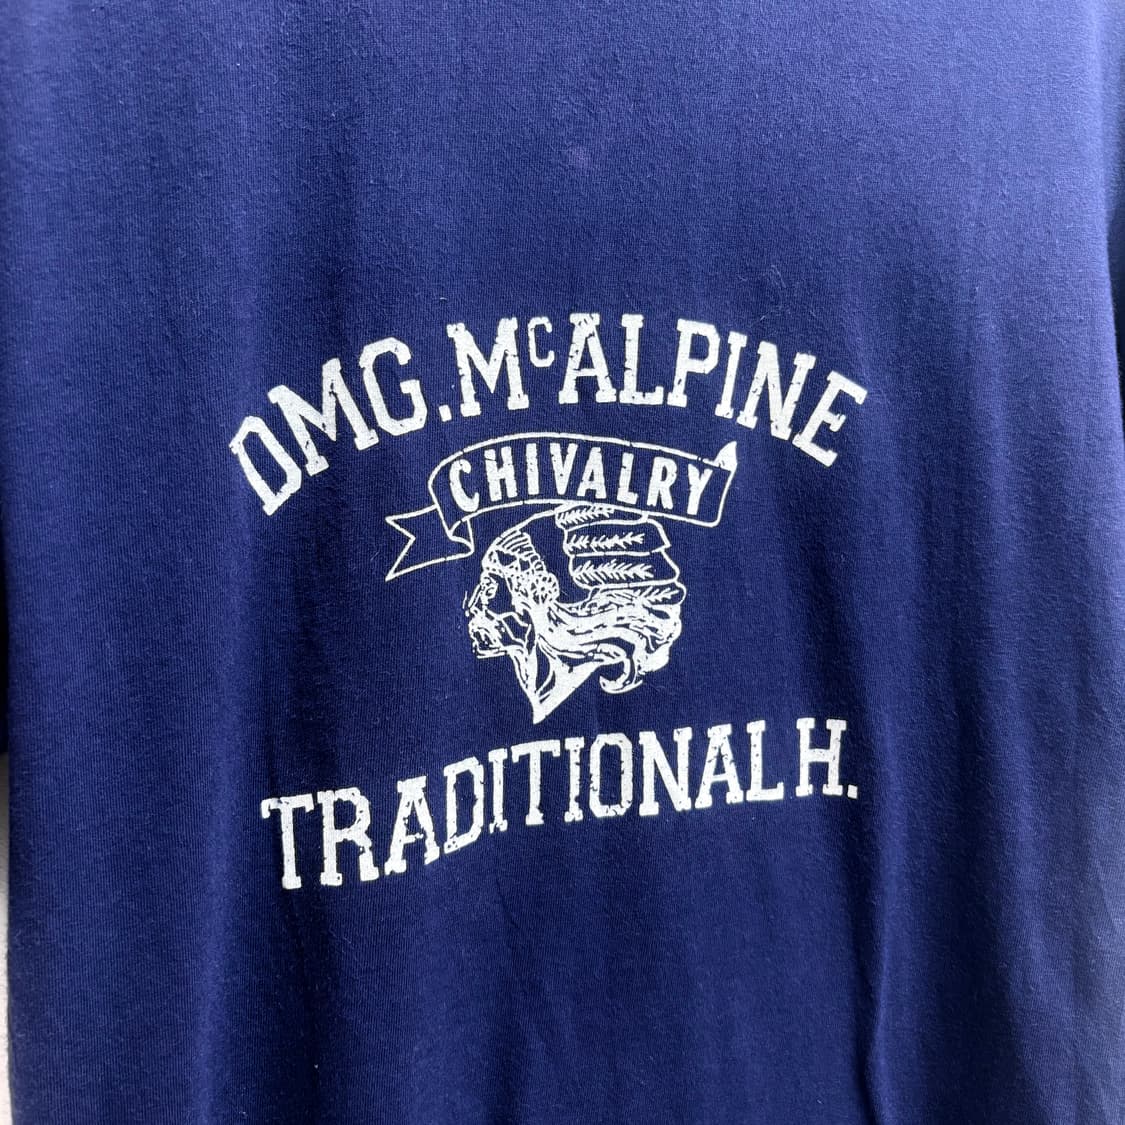 DMG. McALPINE
CHIVALRY
TRADITIONAL H.